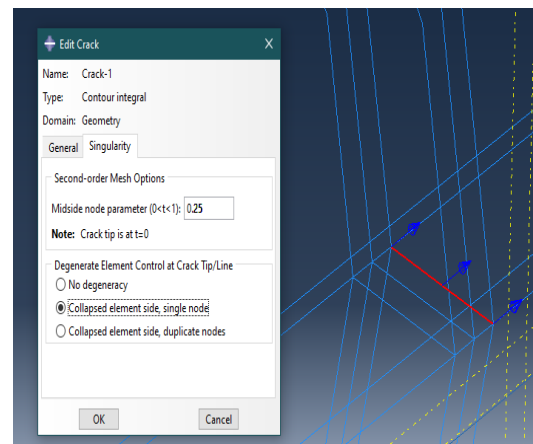 Edit Crack
Name: Crack-1
Type: Contour integral
Domain: Geometry
General Singularity
Second-order Mesh Options
Midside node parameter (0<t<1): 0.25
Note: Crack tip is at t=0
Degenerate Element Control at Crack Tip/Line
No degeneracy
Collapsed element side, single node
Collapsed element side, duplicate nodes
OK Cancel